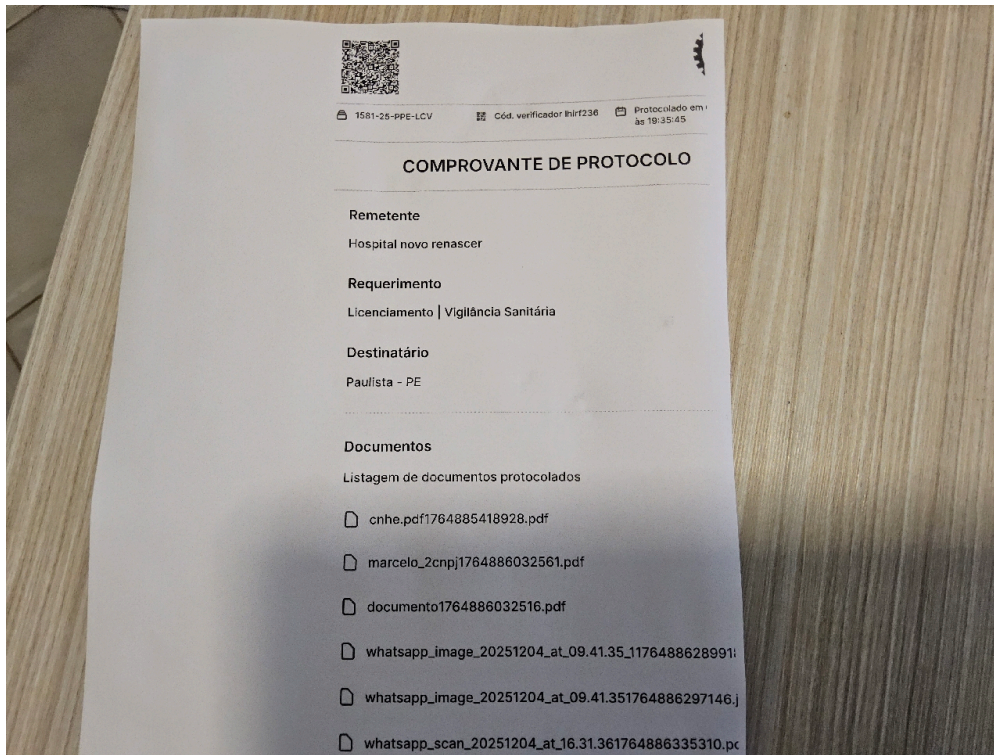 1581-25-PPE-LCV
Cód. verificador lhirf236
Protocolado em
às 19:35:45
COMPROVANTE DE PROTOCOLO
Remetente
Hospital novo renascer
Requerimento
Licenciamento | Vigilância Sanitária
Destinatário
Paulista - PE
Documentos
Listagem de documentos protocolados
cnhe.pdf1764885418928.pdf
marcelo_2cnpj1764886032561.pdf
documento1764886032516.pdf
whatsapp_image_20251204_at_09.41.35_117648862899
whatsapp_image_20251204_at_09.41.351764886297146.j
whatsapp_scan_20251204_at_16.31.361764886335310.pd